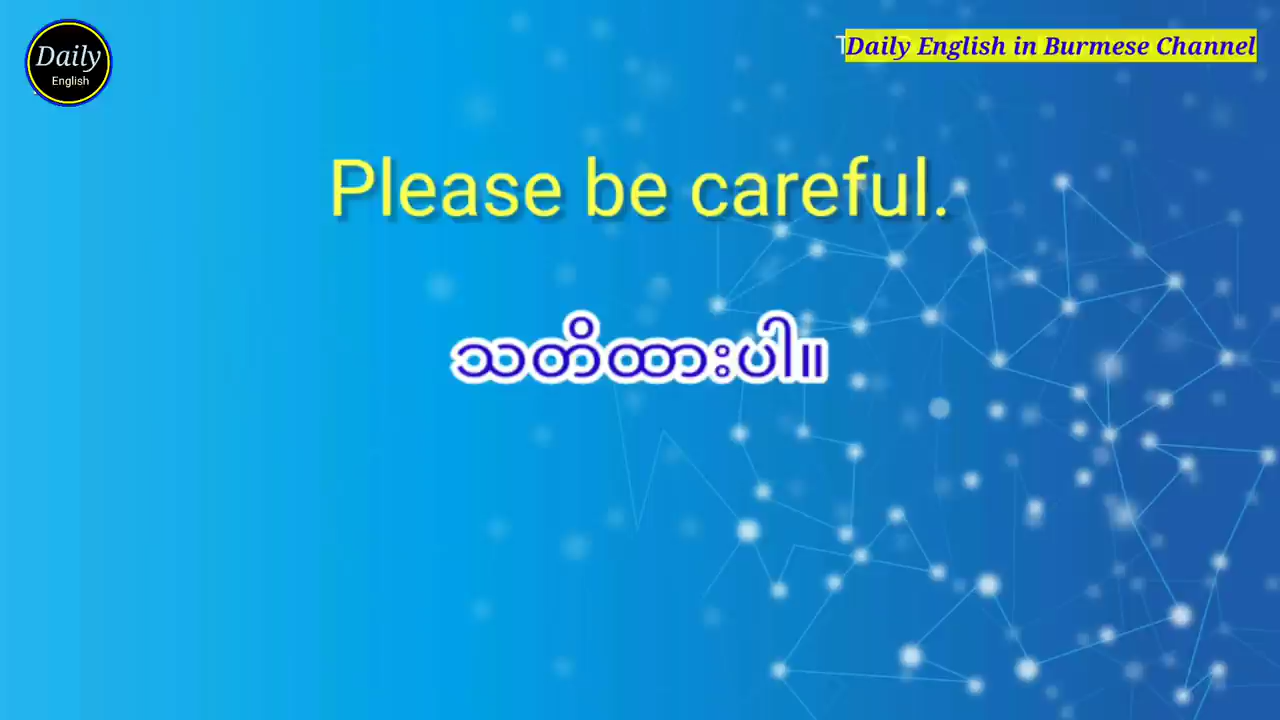 Daily
English
Daily English in Burmese Channel
Please be careful.
သတိထားပါ။